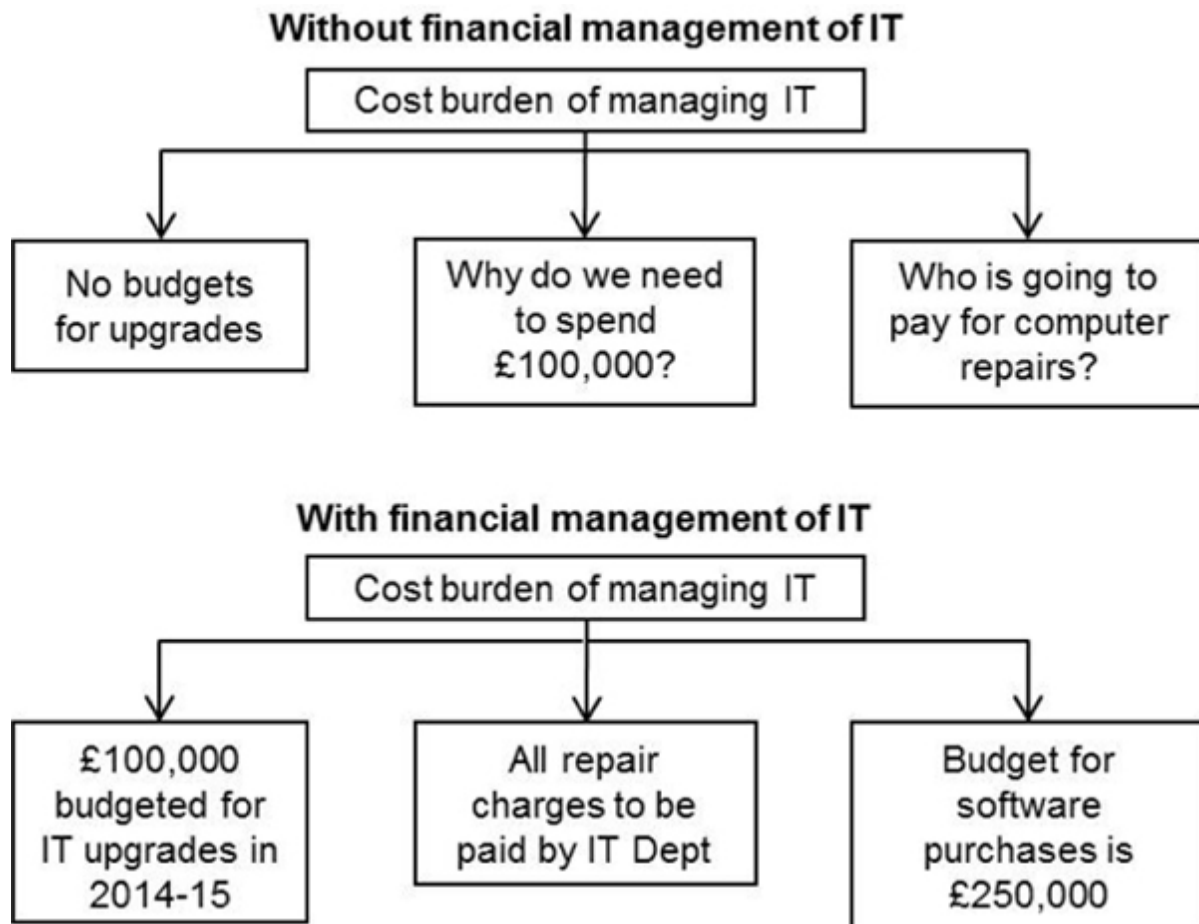 Without financial management of IT
Cost burden of managing IT
No budgets
for upgrades
Why do we need
to spend
£100,000?
Who is going to
pay for computer
repairs?
With financial management of IT
Cost burden of managing IT
£100,000
budgeted for
IT upgrades in
2014-15
All repair
charges to be
paid by IT Dept
Budget for
software
purchases is
£250,000